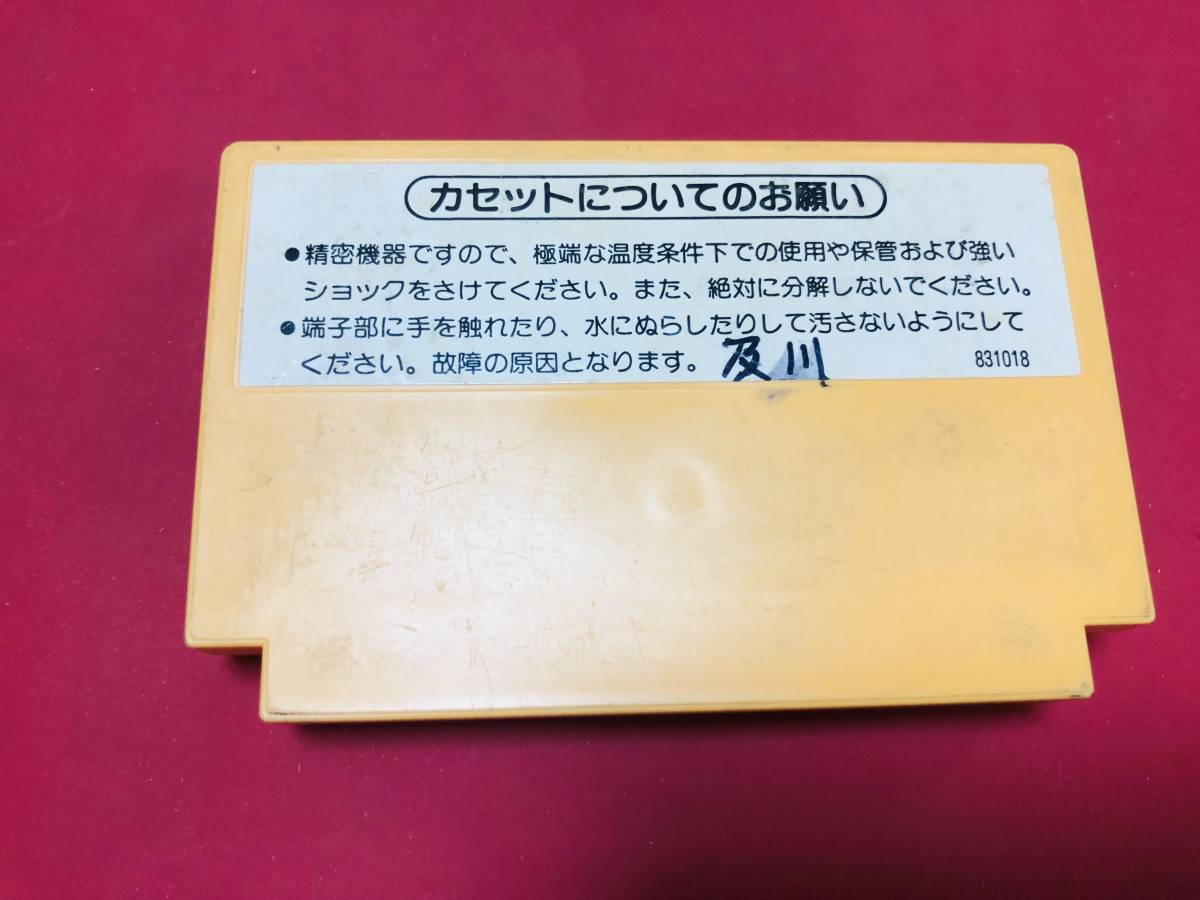 カセットについてのお願い
●精密機器ですので、極端な温度条件下での使用や保管および強い
ショックをさけてください。また、絶対に分解しないでください。
●端子部に手を触れたり、水にぬらしたりして汚さないようにして
ください。故障の原因となります。 及川 831018